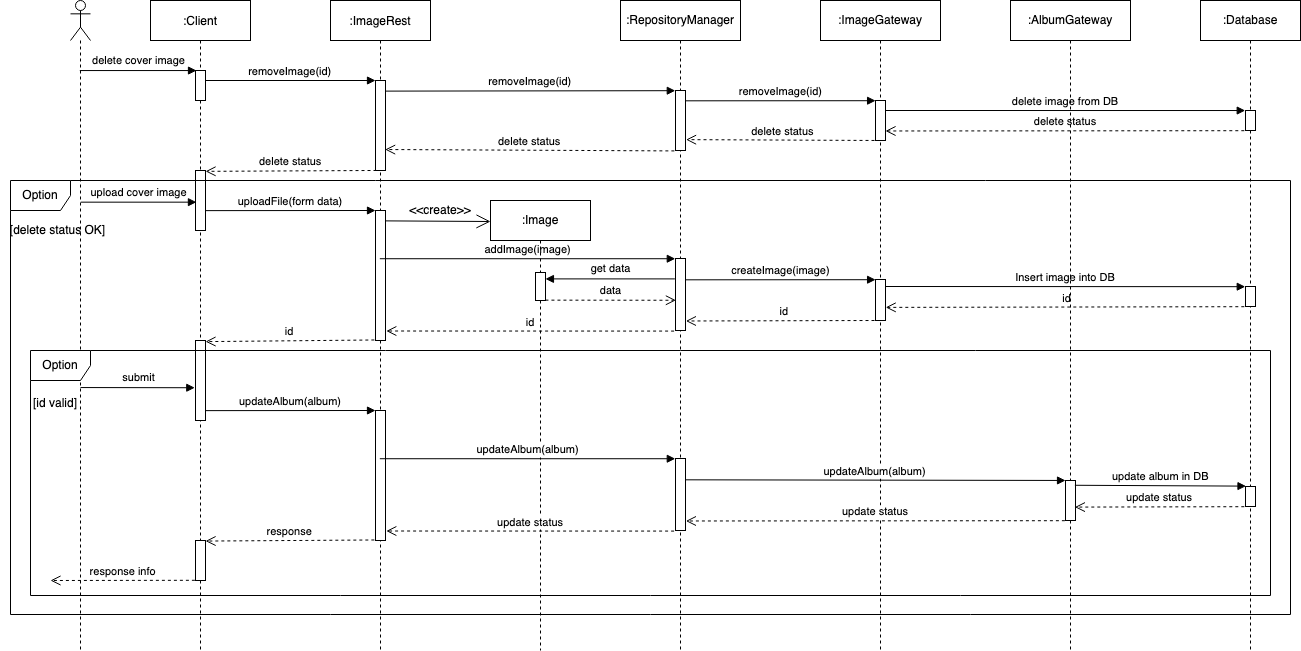 :Client
:ImageRest
:RepositoryManager
:ImageGateway
:AlbumGateway
:Database
delete cover image
removeImage(id)
removeImage(id)
removeImage(id)
delete image from DB
delete status
delete status
delete status
delete status
Option
upload cover image
uploadFile(form data)
<<create>>
:Image
[delete status OK]
addImage(image)
get data
createImage(image)
Insert image into DB
data
id
id
id
id
Option
submit
[id valid]
updateAlbum(album)
updateAlbum(album)
updateAlbum(album)
update album in DB
update status
update status
update status
response
response info